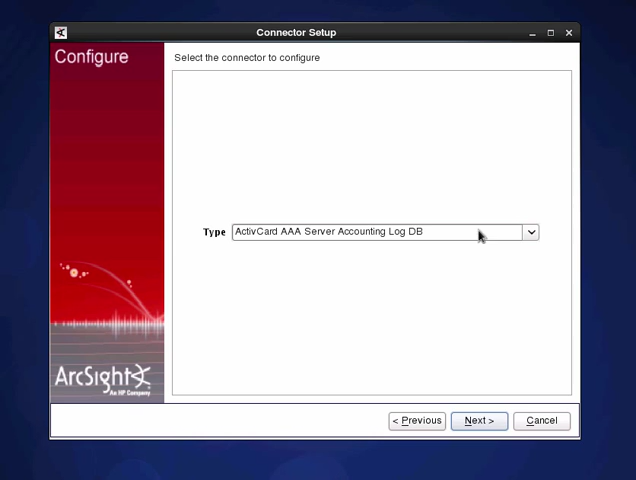 Connector Setup
Configure
Select the connector to configure
Type ActivCard AAA Server Accounting Log DB
ArcSight
An HP Company
< Previous Next > Cancel